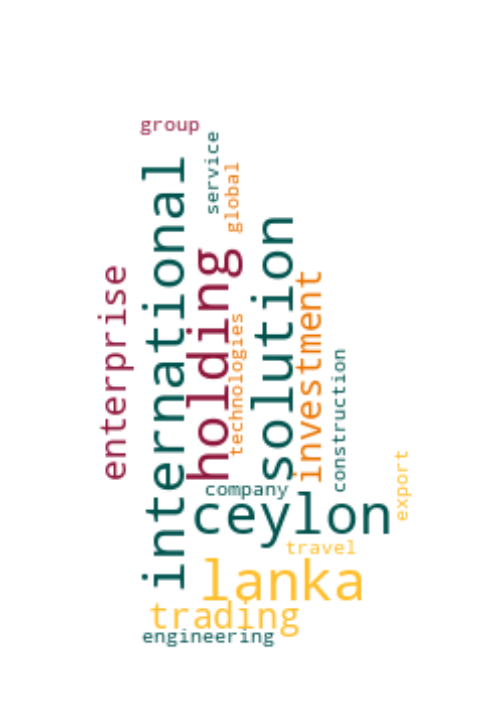 group
service
global
international
holding
solution
enterprise
investment
technologies
construction
export
company
ceylon
travel
lanka
trading
engineering